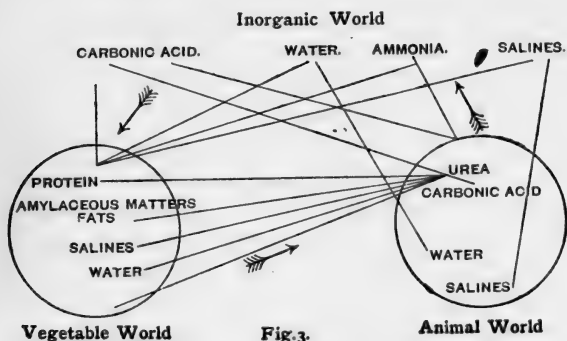 Inorganic World
CARBONIC ACID. WATER. AMMONIA. SALINES.
PROTEIN
AMYLACEOUS MATTERS
FATS
SALINES
WATER
UREA
CARBONIC ACID
WATER
SALINES
Vegetable World Fig.3. Animal World